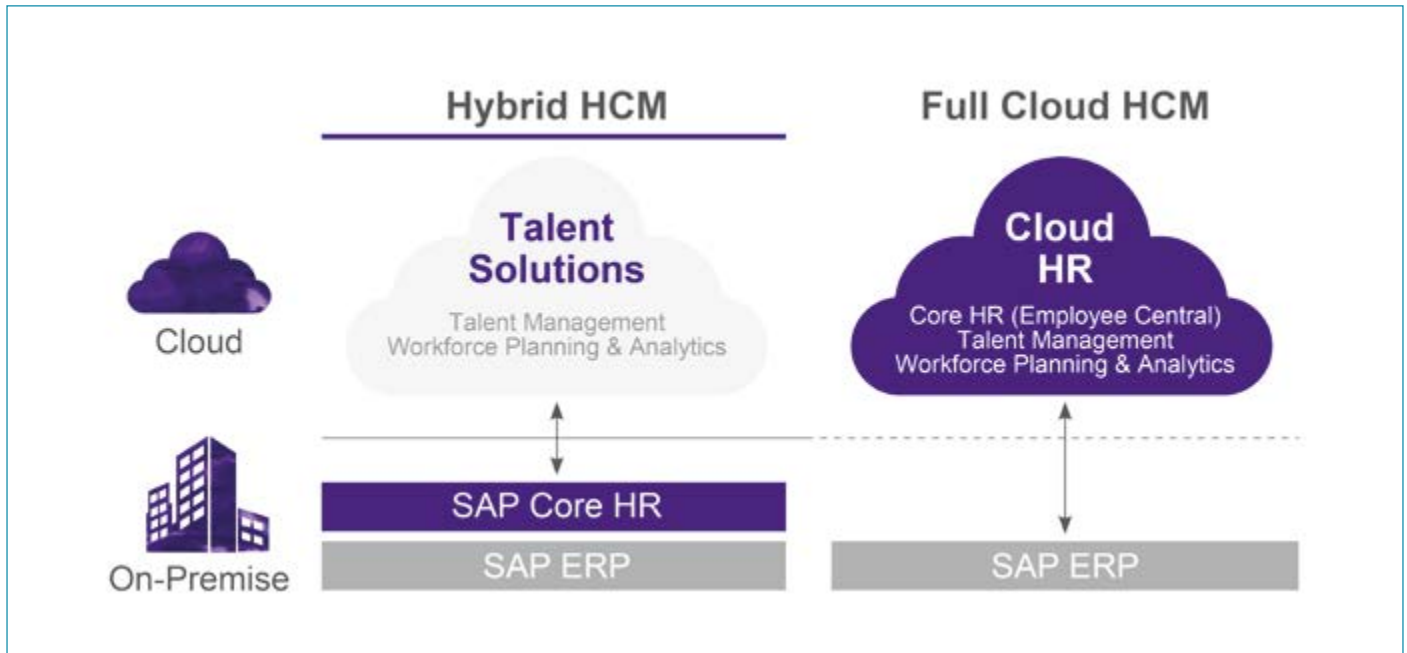 Hybrid HCM
Full Cloud HCM
Cloud
Talent
Solutions
Talent Management
Workforce Planning & Analytics
Cloud
HR
Core HR (Employee Central)
Talent Management
Workforce Planning & Analytics
On-Premise
SAP Core HR
SAP ERP
SAP ERP